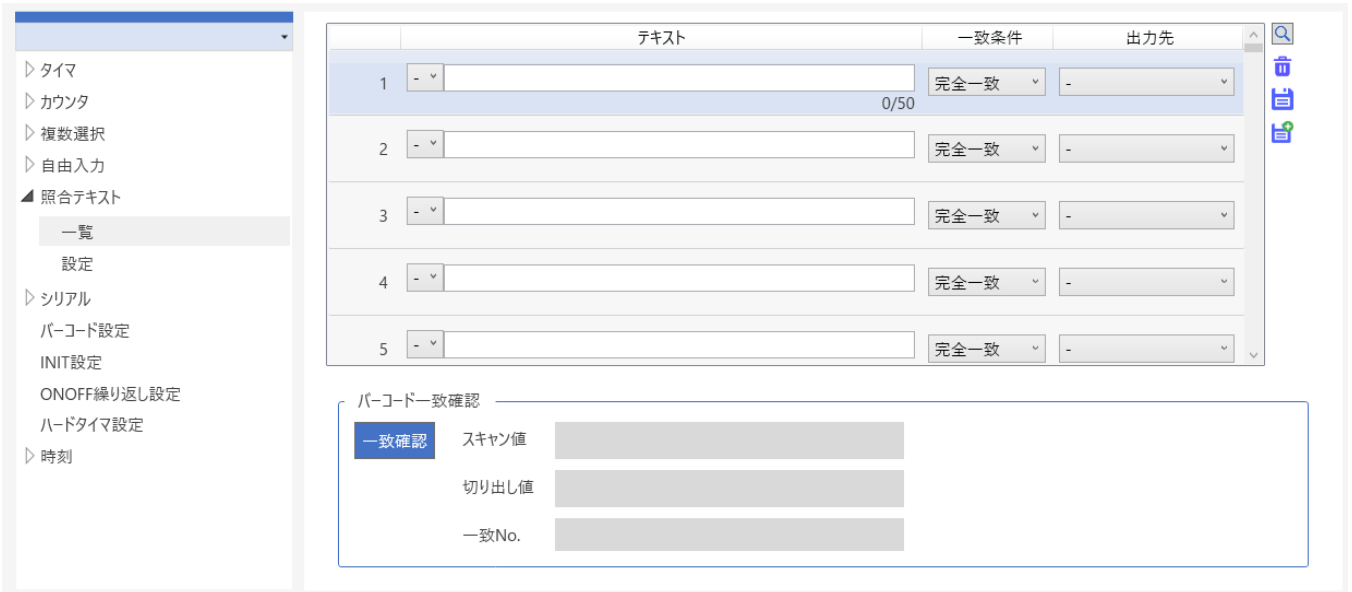 タイマ
カウンタ
複数選択
自由入力
照合テキスト
一覧
設定
シリアル
バーコード設定
INIT設定
ONOFF繰り返し設定
ハードタイマ設定
時刻
テキスト 一致条件 出力先
1 - 完全一致 -
0/50
2 - 完全一致 -
3 - 完全一致 -
4 - 完全一致 -
5 - 完全一致 -
バーコード一致確認
一致確認 スキャン値
切り出し値
一致No.